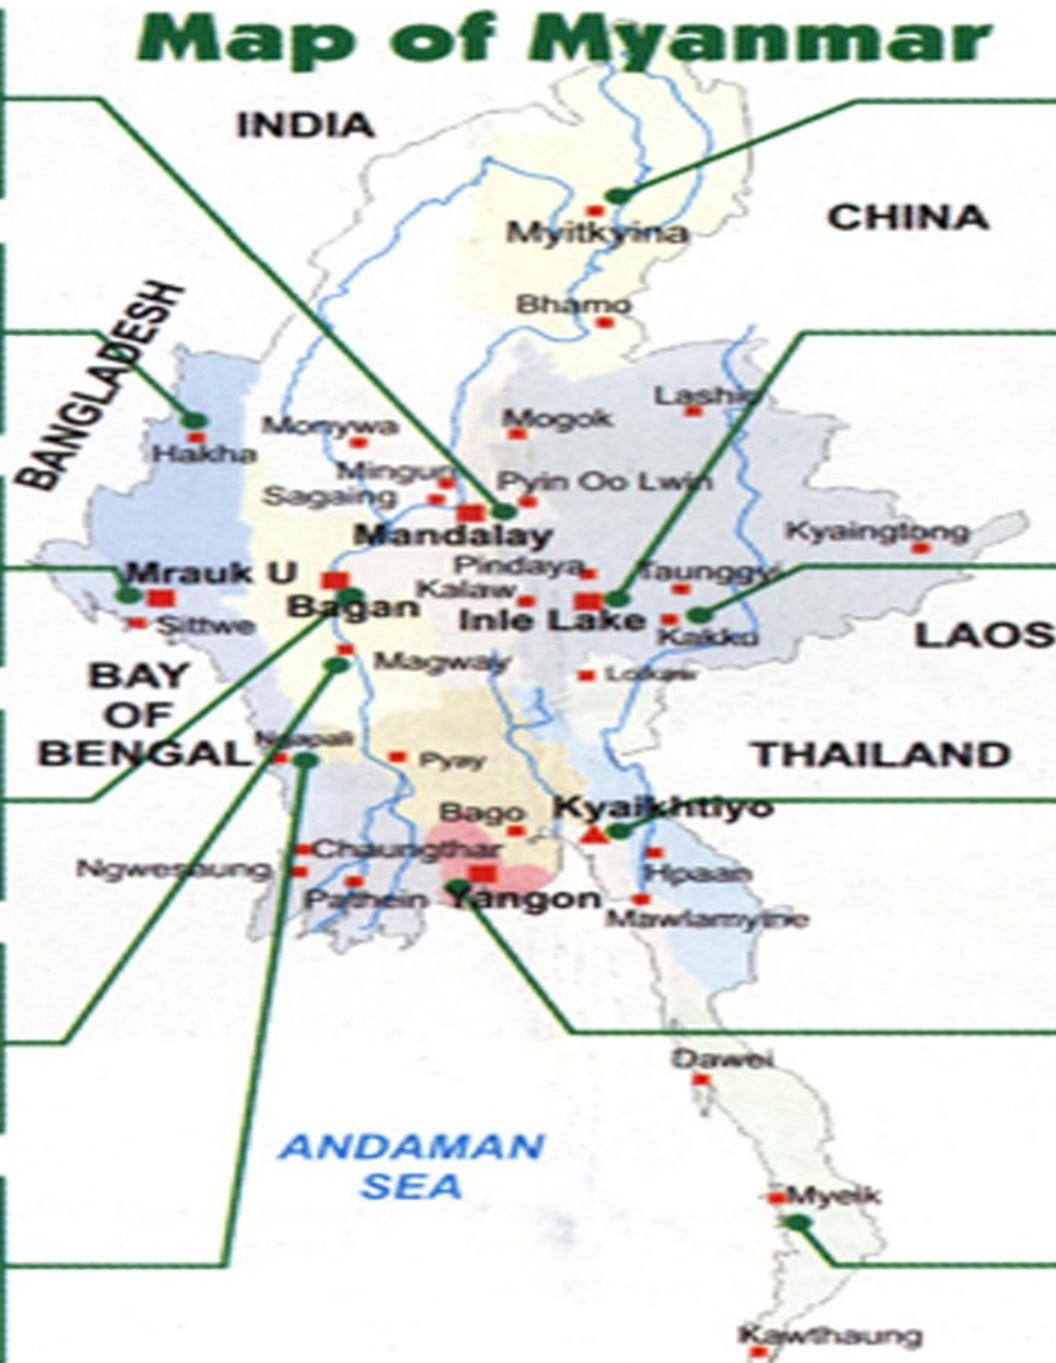 Map of Myanmar
INDIA
CHINA
Myitkyina
Bhamo
BANGLADESH
Lashio
Mogok
Monywa
Hakha
Mingun
Pyin Oo Lwin
Sagaing
Mandalay
Kyaingtong
Pindaya
Taunggyi
Mrauk U
Kalaw
Bagan
Inle Lake
Sittwe
Kakku
LAOS
Magway
Loikaw
BAY
OF
BENGAL
Ngapali
Pyay
THAILAND
Bago
Kyaikhtiyo
Chaungthar
Ngwesaung
Hpaan
Pathein
Yangon
Mawlamyine
Dawei
ANDAMAN
SEA
Myeik
Kawthaung